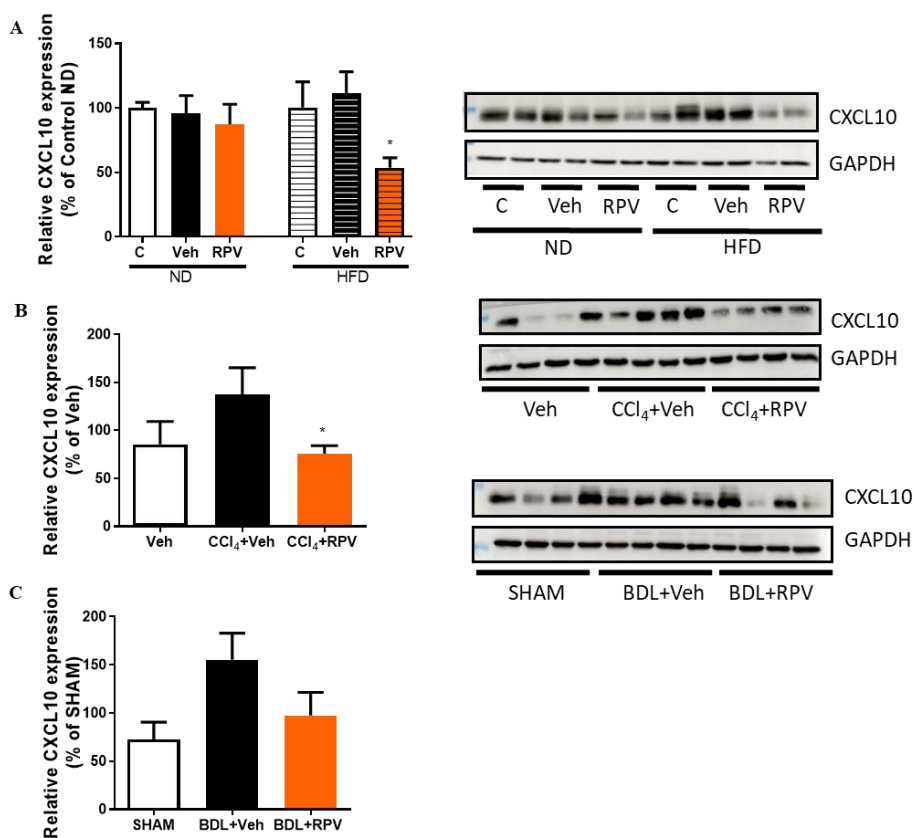 A
Relative CXCL10 expression
(% of Control ND)
150
100
50
0
*
C Veh RPV C Veh RPV
ND HFD
CXCL10
GAPDH
C Veh RPV C Veh RPV
ND HFD
B
Relative CXCL10 expression
(% of Veh)
200
150
100
50
0
*
Veh CCl₄+Veh CCl₄+RPV
CXCL10
GAPDH
Veh CCl₄+Veh CCl₄+RPV
C
Relative CXCL10 expression
(% of SHAM)
200
150
100
50
0
SHAM BDL+Veh BDL+RPV
CXCL10
GAPDH
SHAM BDL+Veh BDL+RPV